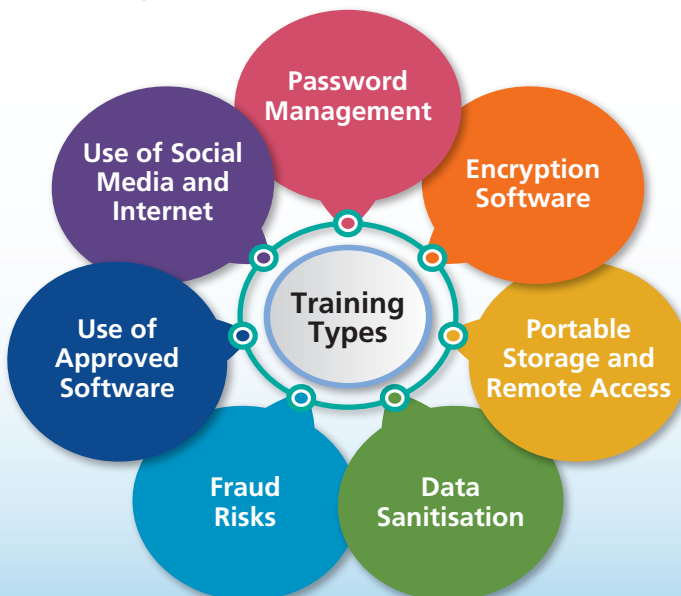 Password
Management
Encryption
Software
Portable
Storage and
Remote Access
Data
Sanitisation
Fraud
Risks
Use of
Approved
Software
Use of Social
Media and
Internet
Training
Types